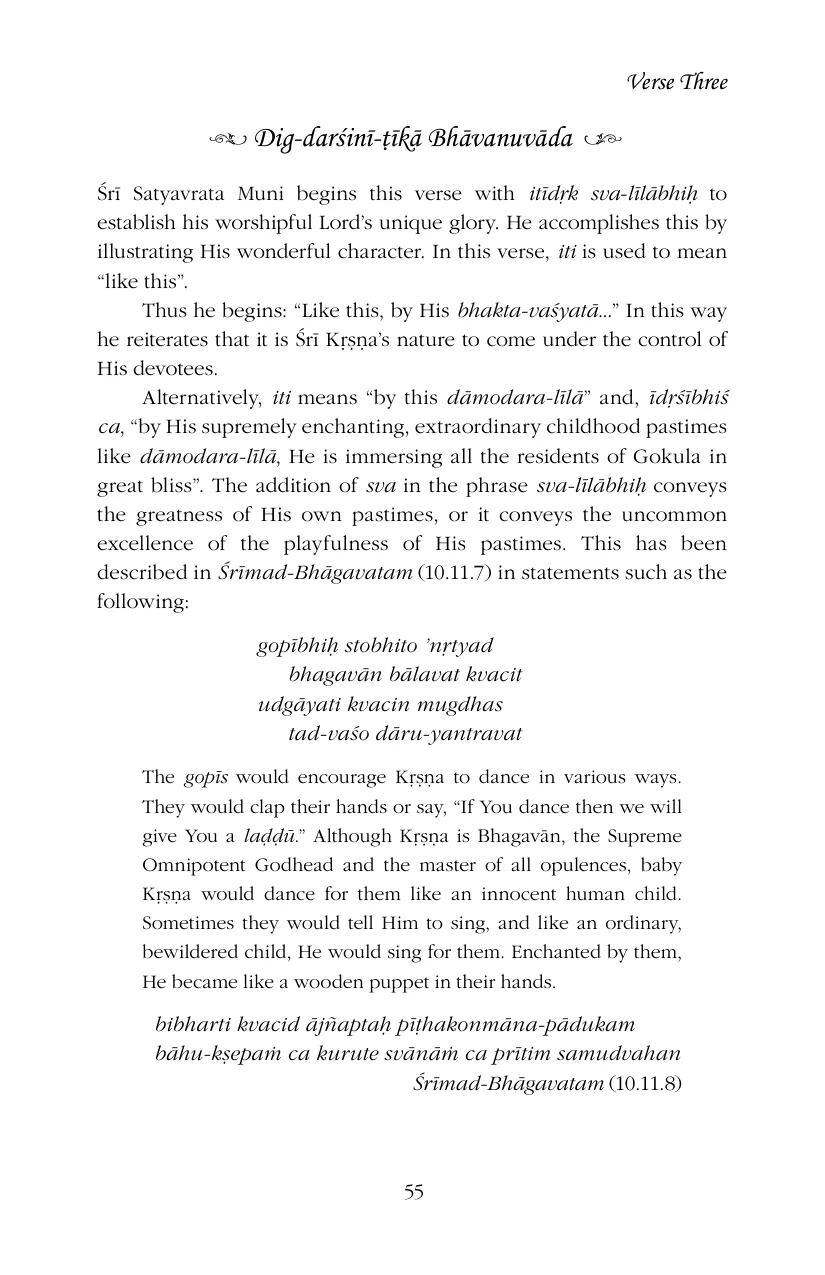 Verse Three
Dig-darśinī-ṭīkā Bhāvanuvāda
Śrī Satyavrata Muni begins this verse with itīdṛk sva-līlābhiḥ to
establish his worshipful Lord’s unique glory. He accomplishes this by
illustrating His wonderful character. In this verse, iti is used to mean
“like this”.
Thus he begins: “Like this, by His bhakta-vaśyatā...” In this way
he reiterates that it is Śrī Kṛṣṇa’s nature to come under the control of
His devotees.
Alternatively, iti means “by this dāmodara-līlā” and, īdṛśībhiś
ca, “by His supremely enchanting, extraordinary childhood pastimes
like dāmodara-līlā, He is immersing all the residents of Gokula in
great bliss”. The addition of sva in the phrase sva-līlābhiḥ conveys
the greatness of His own pastimes, or it conveys the uncommon
excellence of the playfulness of His pastimes. This has been
described in Śrīmad-Bhāgavatam (10.11.7) in statements such as the
following:
gopībhiḥ stobhito ’nṛtyad
bhagavān bālavat kvacit
udgāyati kvacin mugdhas
tad-vaśo dāru-yantravat
The gopīs would encourage Kṛṣṇa to dance in various ways.
They would clap their hands or say, “If You dance then we will
give You a laḍḍū.” Although Kṛṣṇa is Bhagavān, the Supreme
Omnipotent Godhead and the master of all opulences, baby
Kṛṣṇa would dance for them like an innocent human child.
Sometimes they would tell Him to sing, and like an ordinary,
bewildered child, He would sing for them. Enchanted by them,
He became like a wooden puppet in their hands.
bibharti kvacid ājñaptaḥ pīṭhakonmāna-pādukam
bāhu-kṣepaṁ ca kurute svānāṁ ca prītim samudvahan
Śrīmad-Bhāgavatam (10.11.8)
55